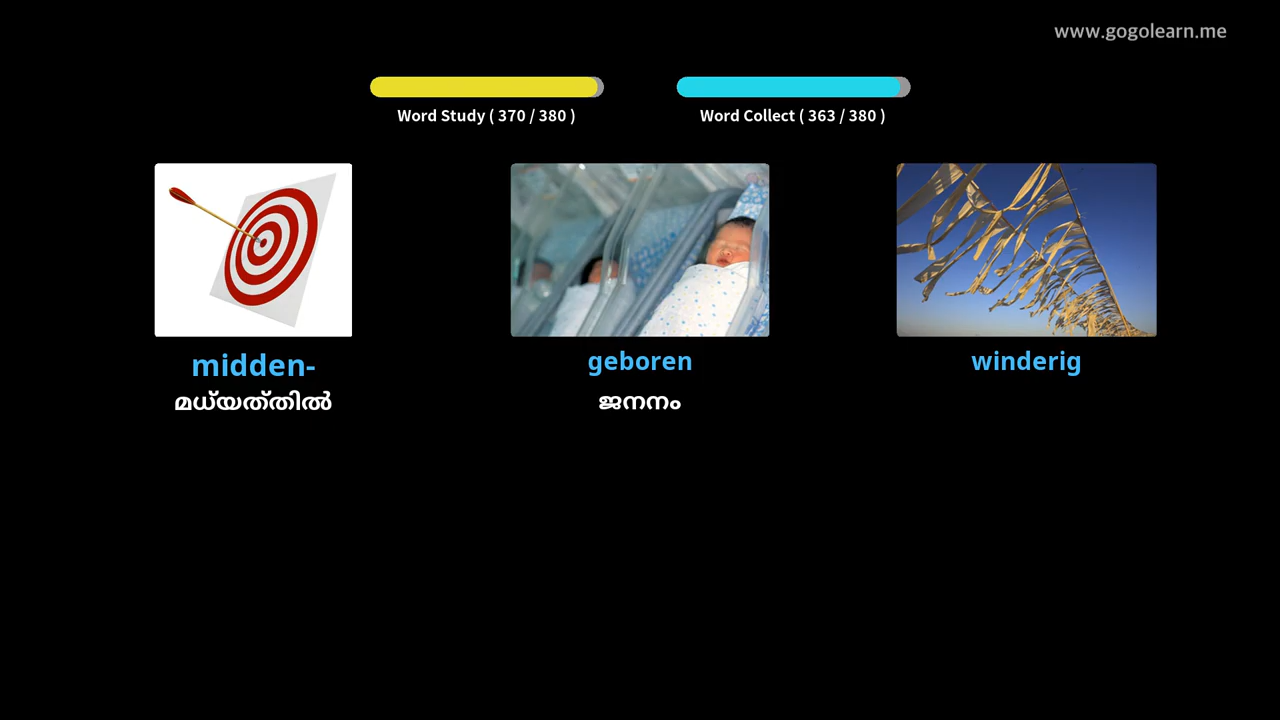 www.gogolearn.me
Word Study ( 370 / 380 )
Word Collect ( 363 / 380 )
midden-
geboren
winderig
മധ്യത്തിൽ
ജനനം